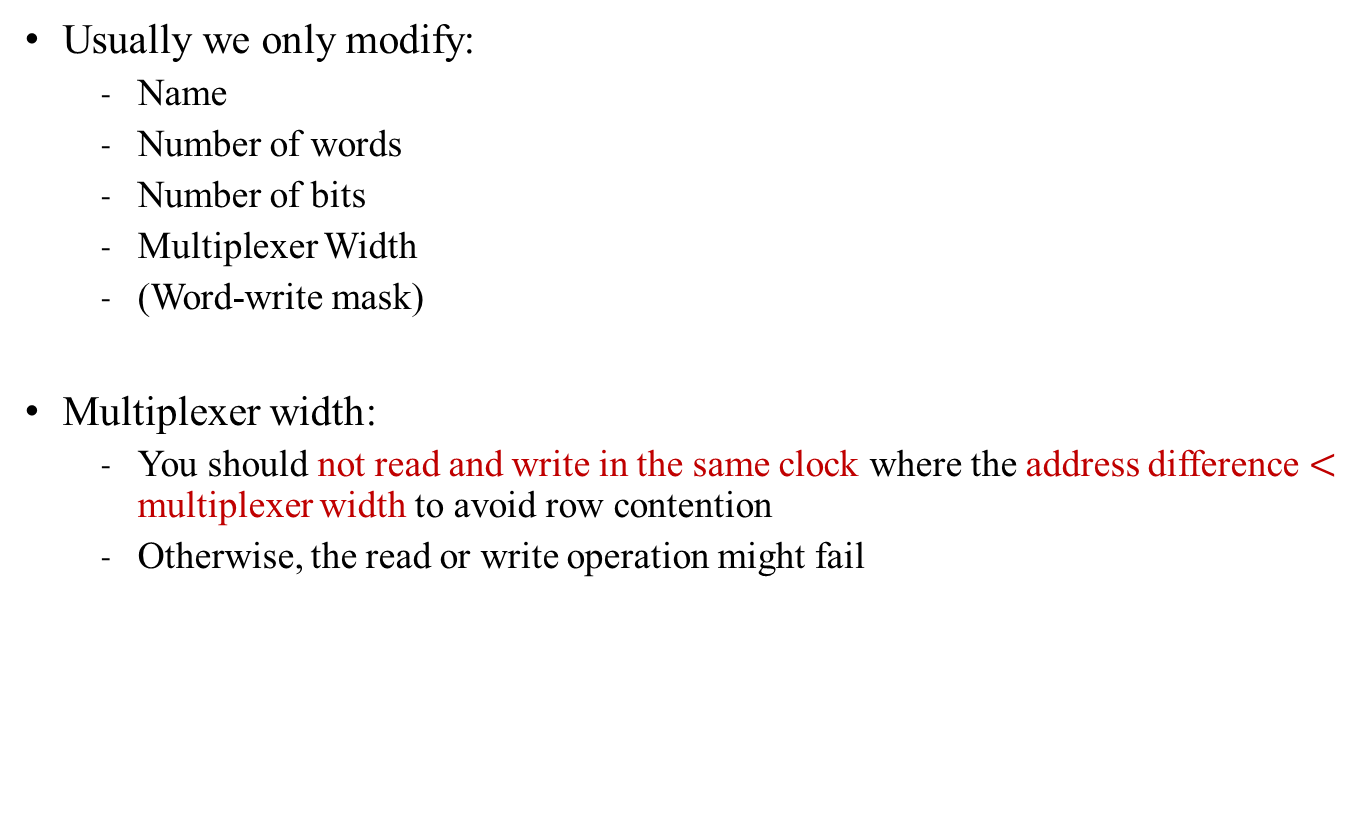 • Usually we only modify:
- Name
- Number of words
- Number of bits
- Multiplexer Width
- (Word-write mask)
• Multiplexer width:
- You should not read and write in the same clock where the address difference <
multiplexer width to avoid row contention
- Otherwise, the read or write operation might fail